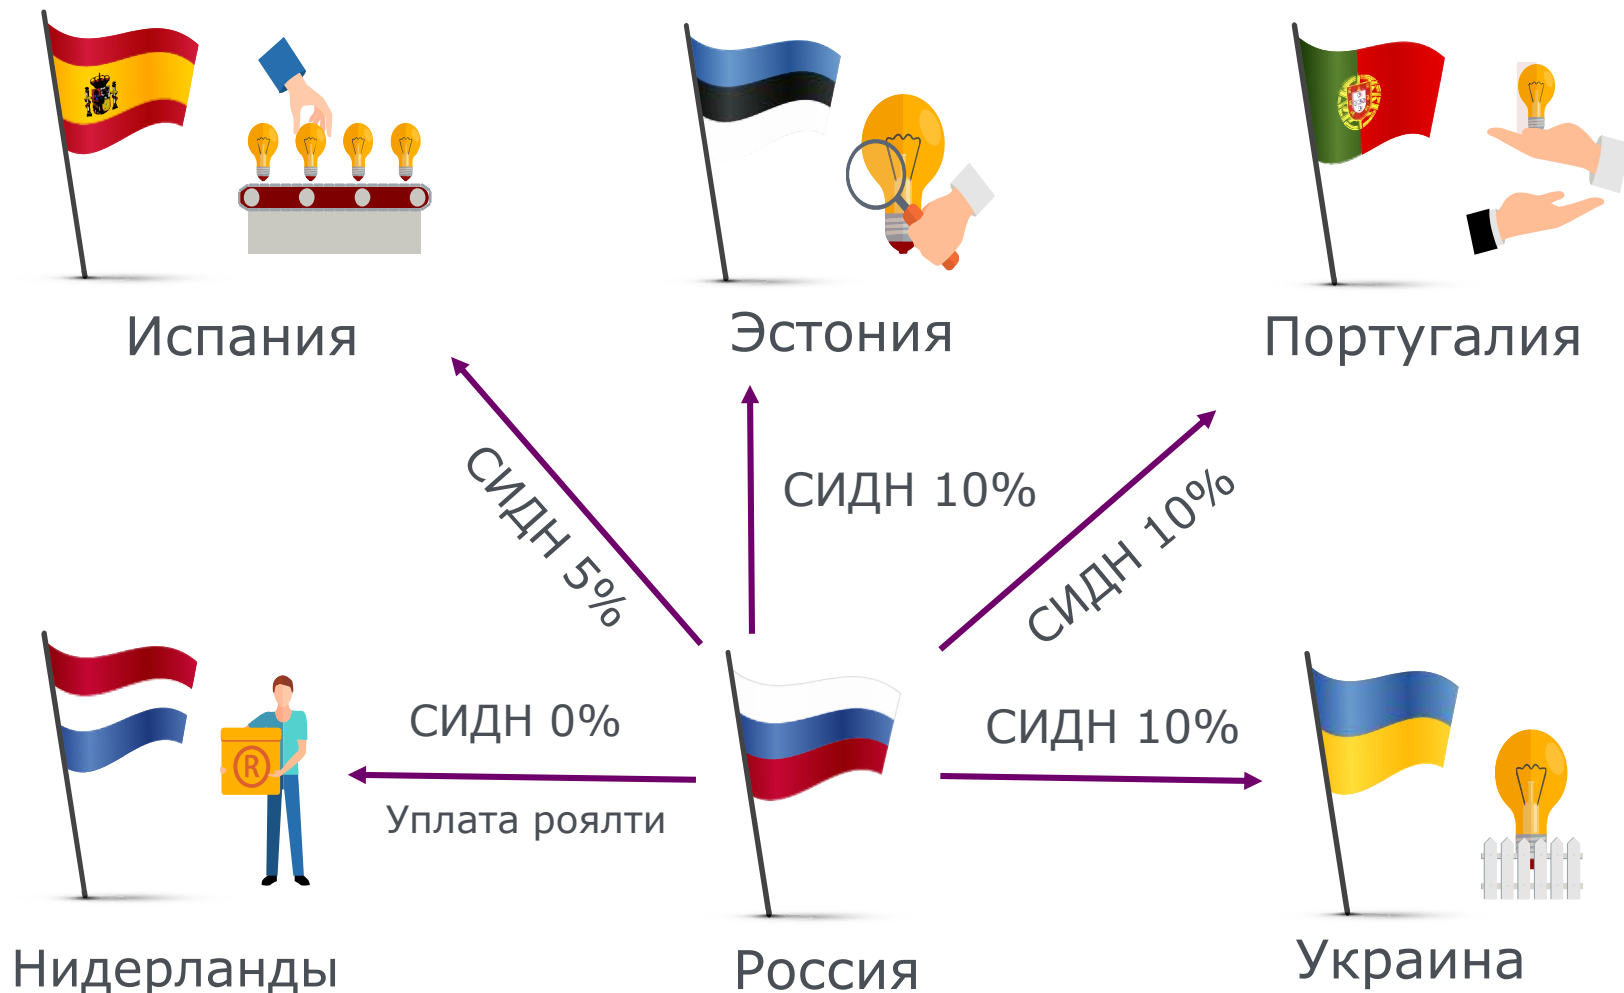 Испания
Эстония
Португалия
СИДН 5%
СИДН 10%
СИДН 10%
СИДН 0%
СИДН 10%
R
Уплата роялти
Нидерланды
Россия
Украина